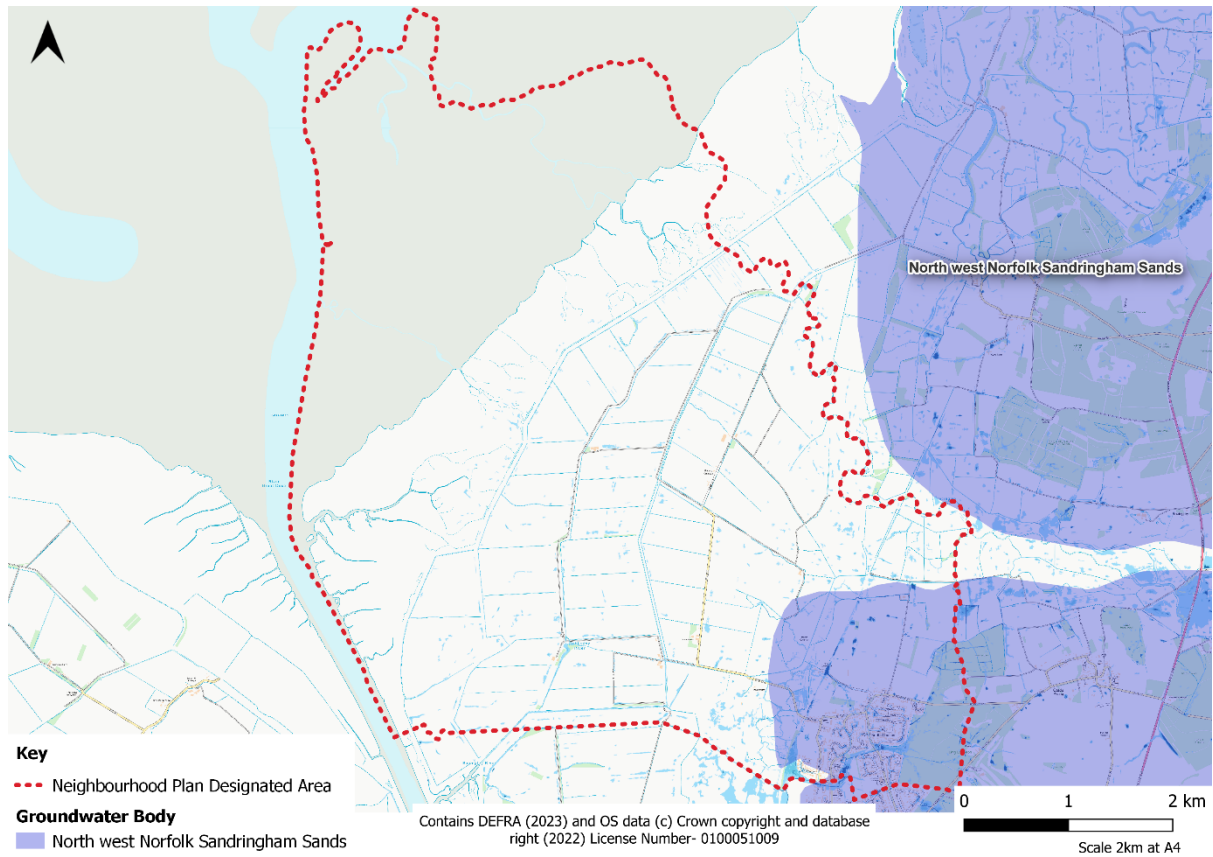 North west Norfolk Sandringham Sands
Key
Neighbourhood Plan Designated Area
Groundwater Body
North west Norfolk Sandringham Sands
Contains DEFRA (2023) and OS data (c) Crown copyright and database
right (2022) License Number- 0100051009
0 1 2 km
Scale 2km at A4